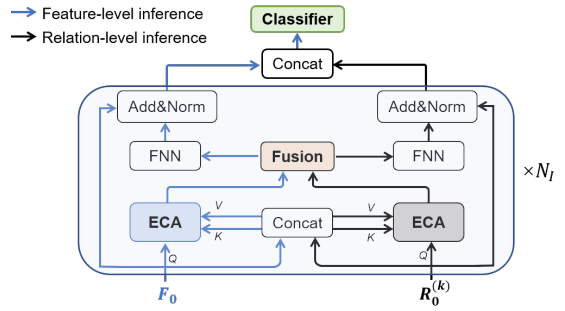 Feature-level inference
Relation-level inference
Classifier
Concat
Add&Norm
Add&Norm
FNN
Fusion
FNN
×N_I
ECA
V
K
Concat
V
K
ECA
Q
Q
F_0
R_0^{(k)}